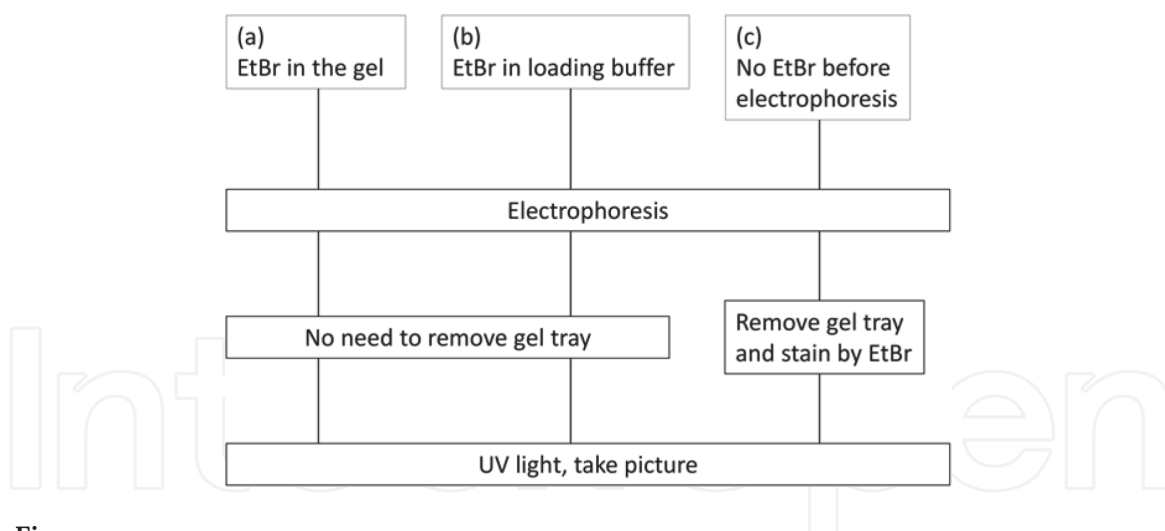 (a)
EtBr in the gel
(b)
EtBr in loading buffer
(c)
No EtBr before
electrophoresis
Electrophoresis
No need to remove gel tray
Remove gel tray
and stain by EtBr
UV light, take picture